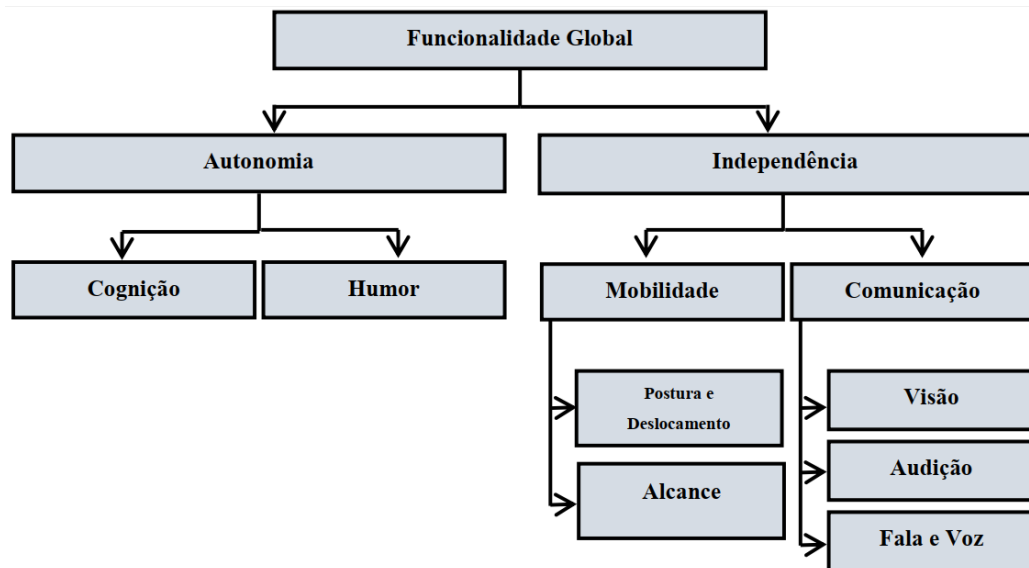 Funcionalidade Global
Autonomia
Independência
Cognição
Humor
Mobilidade
Comunicação
Postura e
Deslocamento
Alcance
Visão
Audição
Fala e Voz